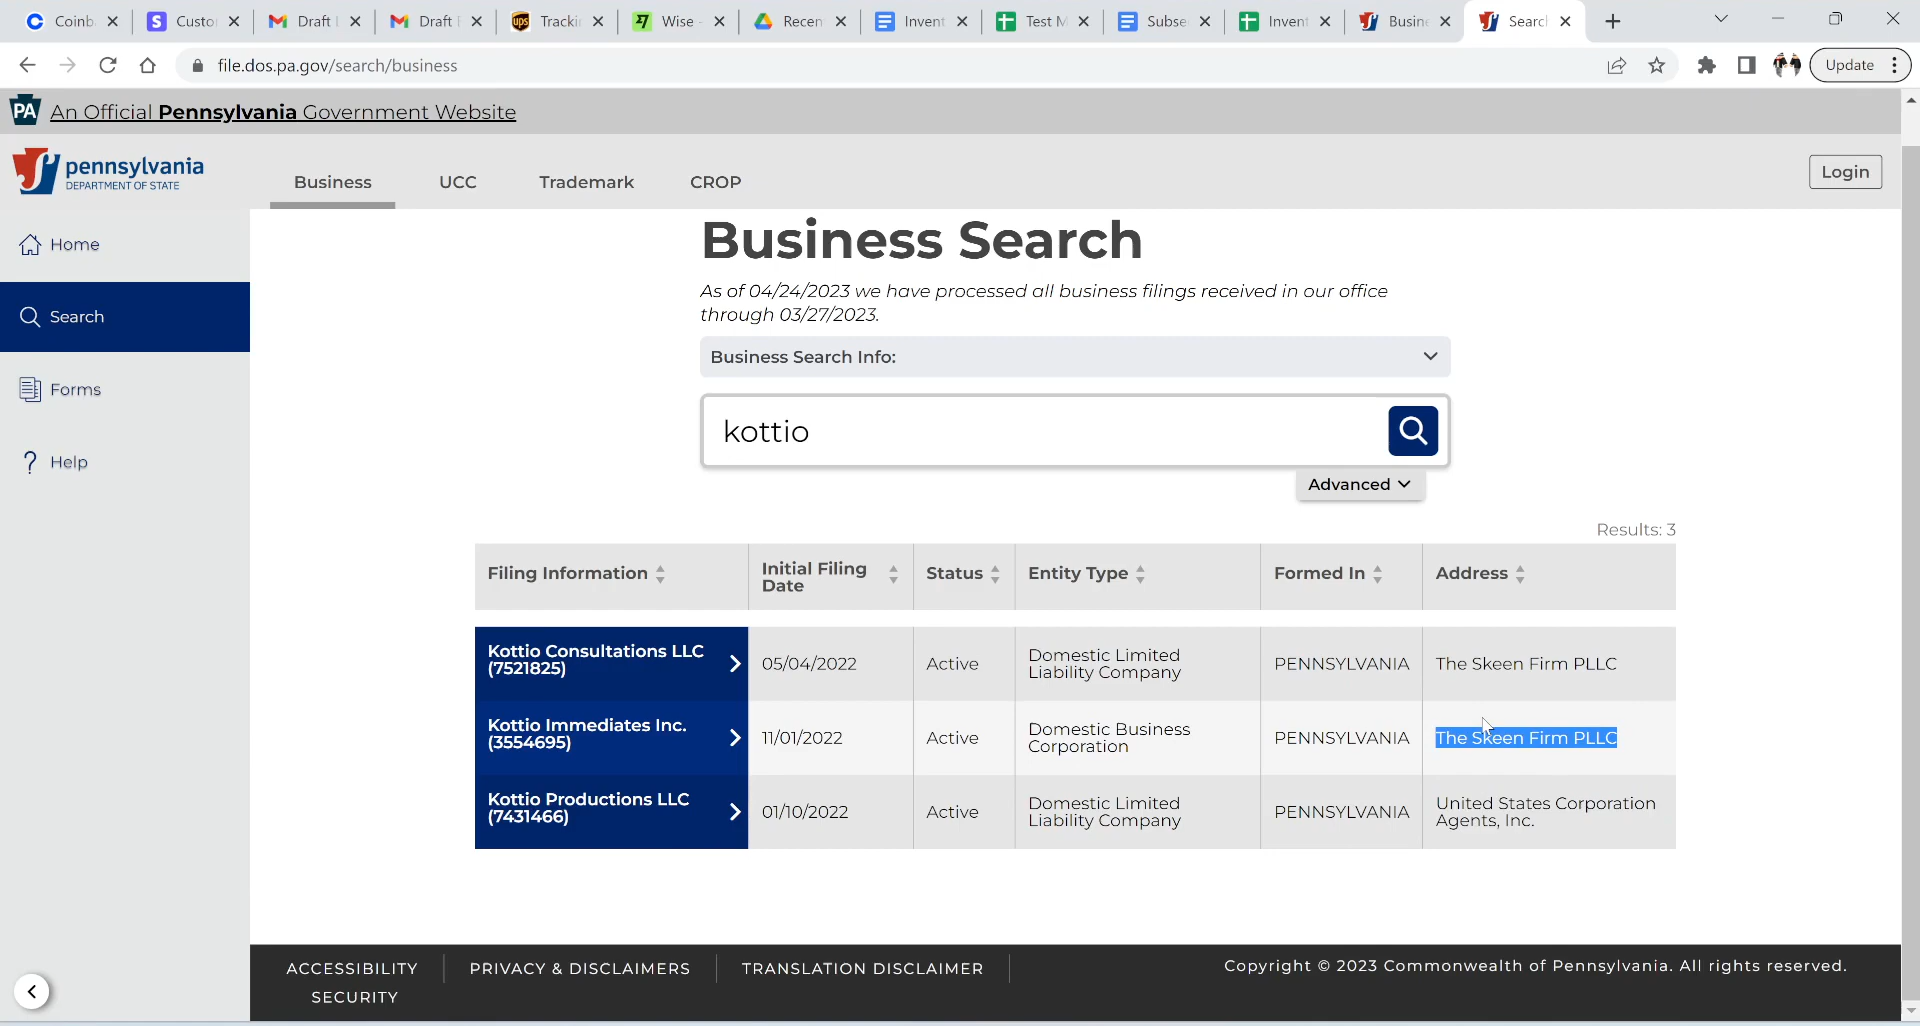 Coinb
Custo
Draft
Draft
Tracki
Wise -
Recen
Invent
Test M
Subse
Invent
Busine
Search
file.dos.pa.gov/search/business
Update
PA An Official Pennsylvania Government Website
pennsylvania
DEPARTMENT OF STATE
Business
UCC
Trademark
CROP
Login
Home
Search
Forms
Help
Business Search
As of 04/24/2023 we have processed all business filings received in our office
through 03/27/2023.
Business Search Info:
kottio
Advanced
Results: 3
Filing Information
Initial Filing
Date
Status
Entity Type
Formed In
Address
Kottio Consultations LLC
(7521825)
05/04/2022
Active
Domestic Limited
Liability Company
PENNSYLVANIA
The Skeen Firm PLLC
Kottio Immediates Inc.
(3554695)
11/01/2022
Active
Domestic Business
Corporation
PENNSYLVANIA
The Skeen Firm PLLC
Kottio Productions LLC
(7431466)
01/10/2022
Active
Domestic Limited
Liability Company
PENNSYLVANIA
United States Corporation
Agents, Inc.
ACCESSIBILITY
PRIVACY & DISCLAIMERS
TRANSLATION DISCLAIMER
SECURITY
Copyright © 2023 Commonwealth of Pennsylvania. All rights reserved.